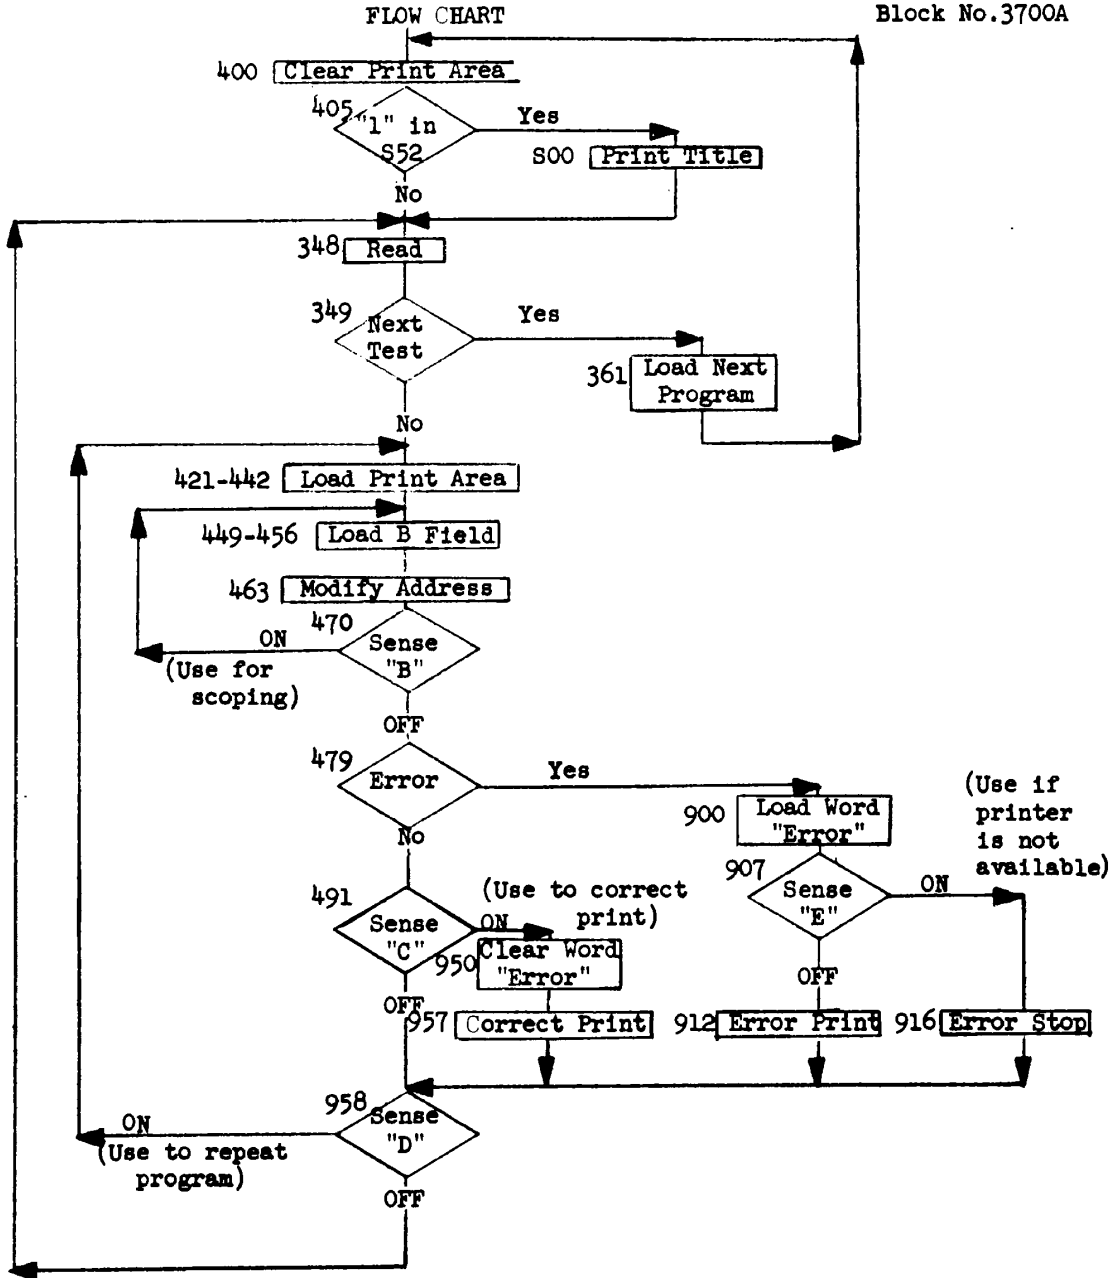 FLOW CHART
Block No.3700A
400 Clear Print Area
405 "1" in
S52
Yes
S00 Print Title
No
348 Read
349 Next
Test
Yes
361 Load Next
Program
No
421-442 Load Print Area
449-456 Load B Field
463 Modify Address
470 Sense
"B"
ON
(Use for
scoping)
OFF
479 Error
Yes
No
900 Load Word
"Error"
(Use if
printer
is not
available)
907 Sense
"E"
ON
OFF
491 Sense
"C"
ON
(Use to correct
print)
950 Clear Word
"Error"
OFF
957 Correct Print
912 Error Print
916 Error Stop
958 Sense
"D"
ON
(Use to repeat
program)
OFF